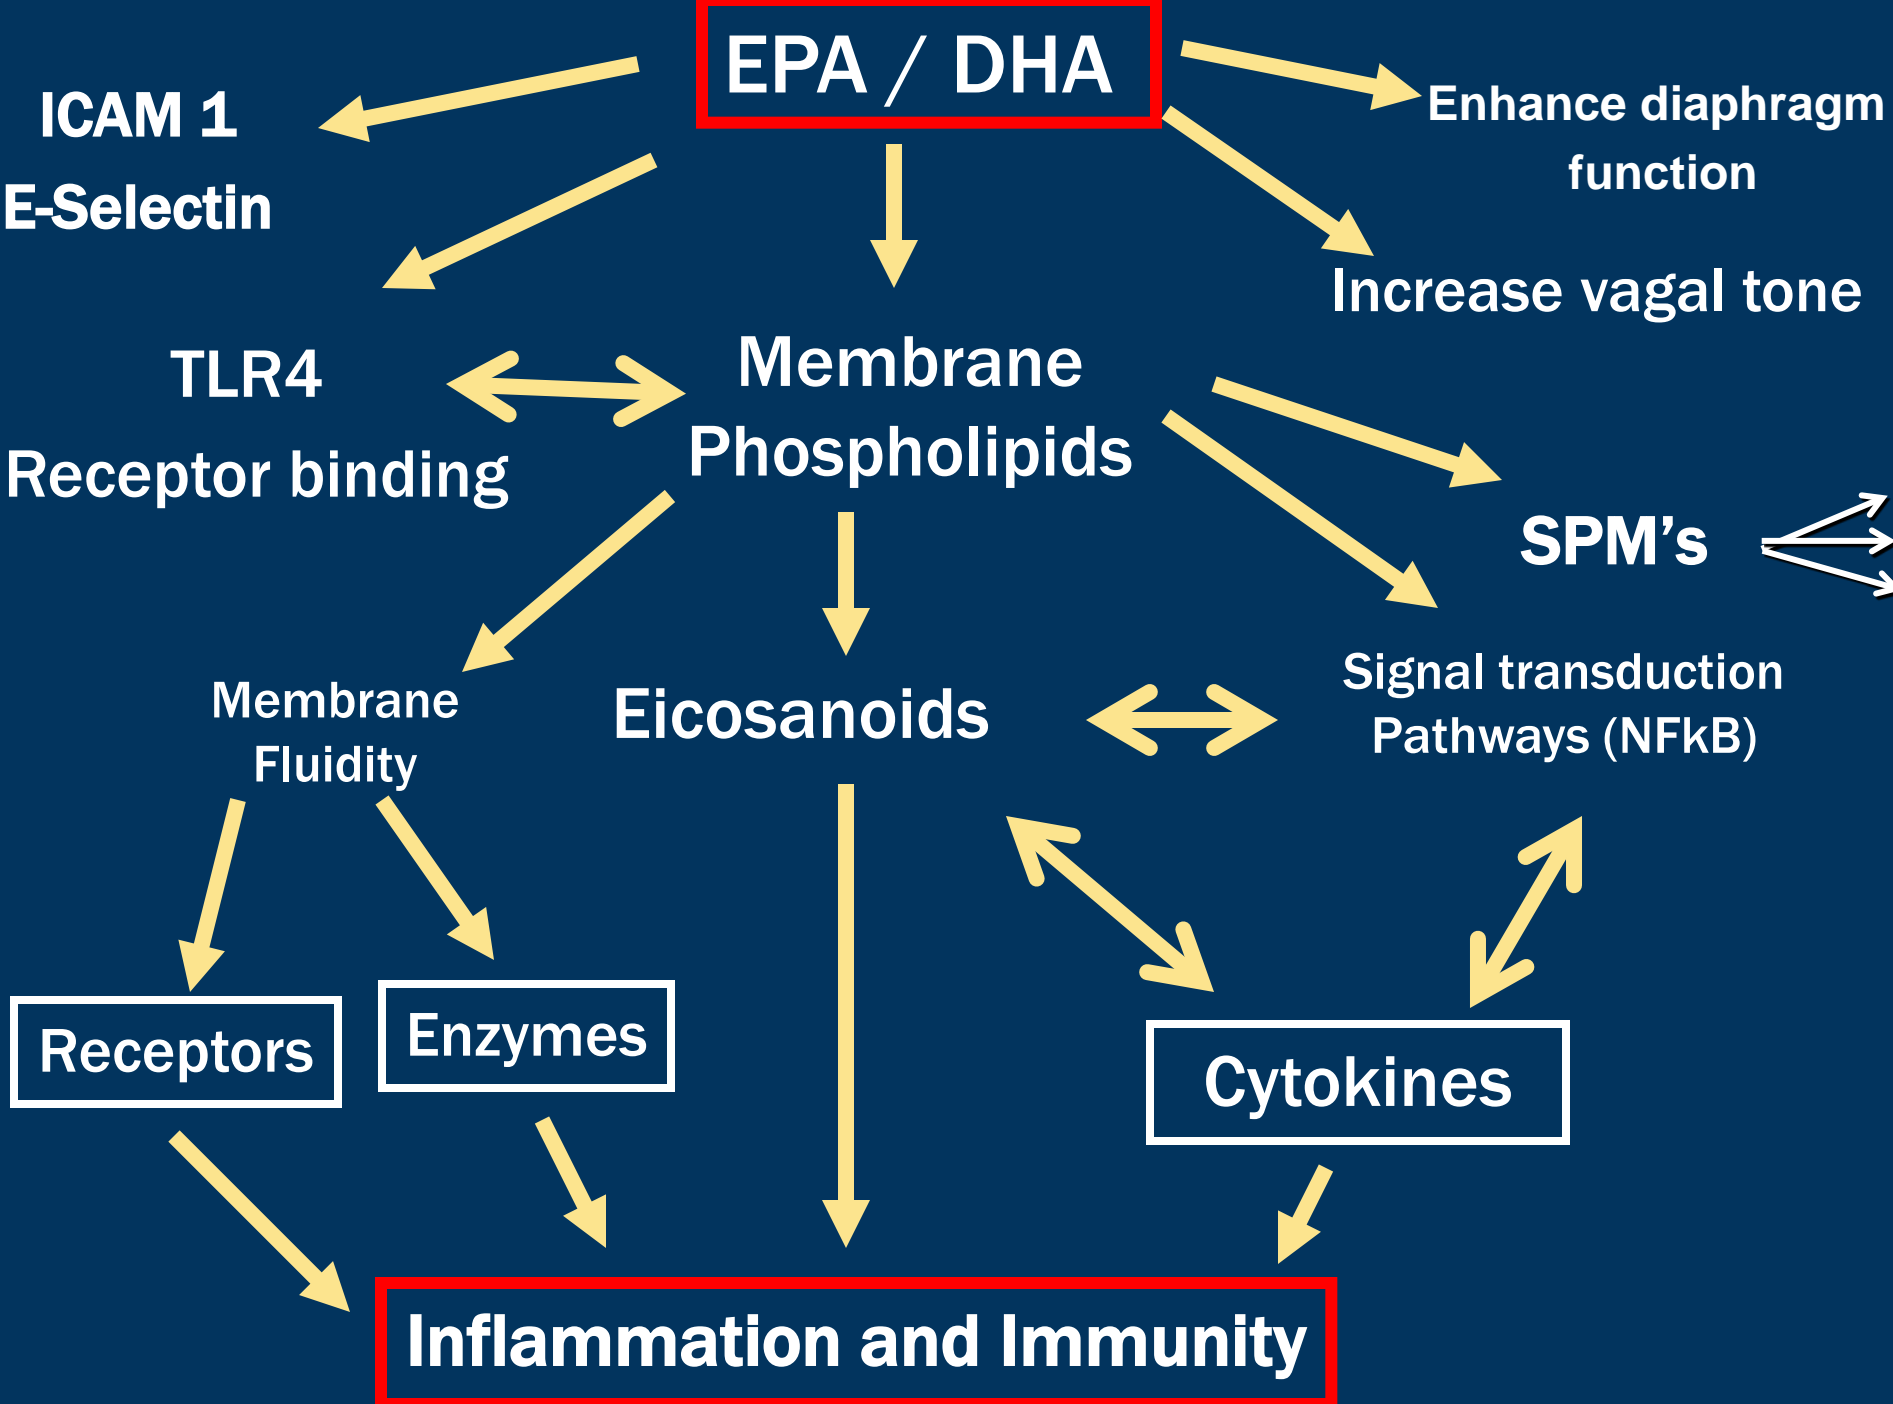 EPA / DHA
ICAM 1
E-Selectin
Enhance diaphragm
function
Increase vagal tone
TLR4
Receptor binding
Membrane
Phospholipids
SPM’s
Membrane
Fluidity
Eicosanoids
Signal transduction
Pathways (NFkB)
Receptors
Enzymes
Cytokines
Inflammation and Immunity